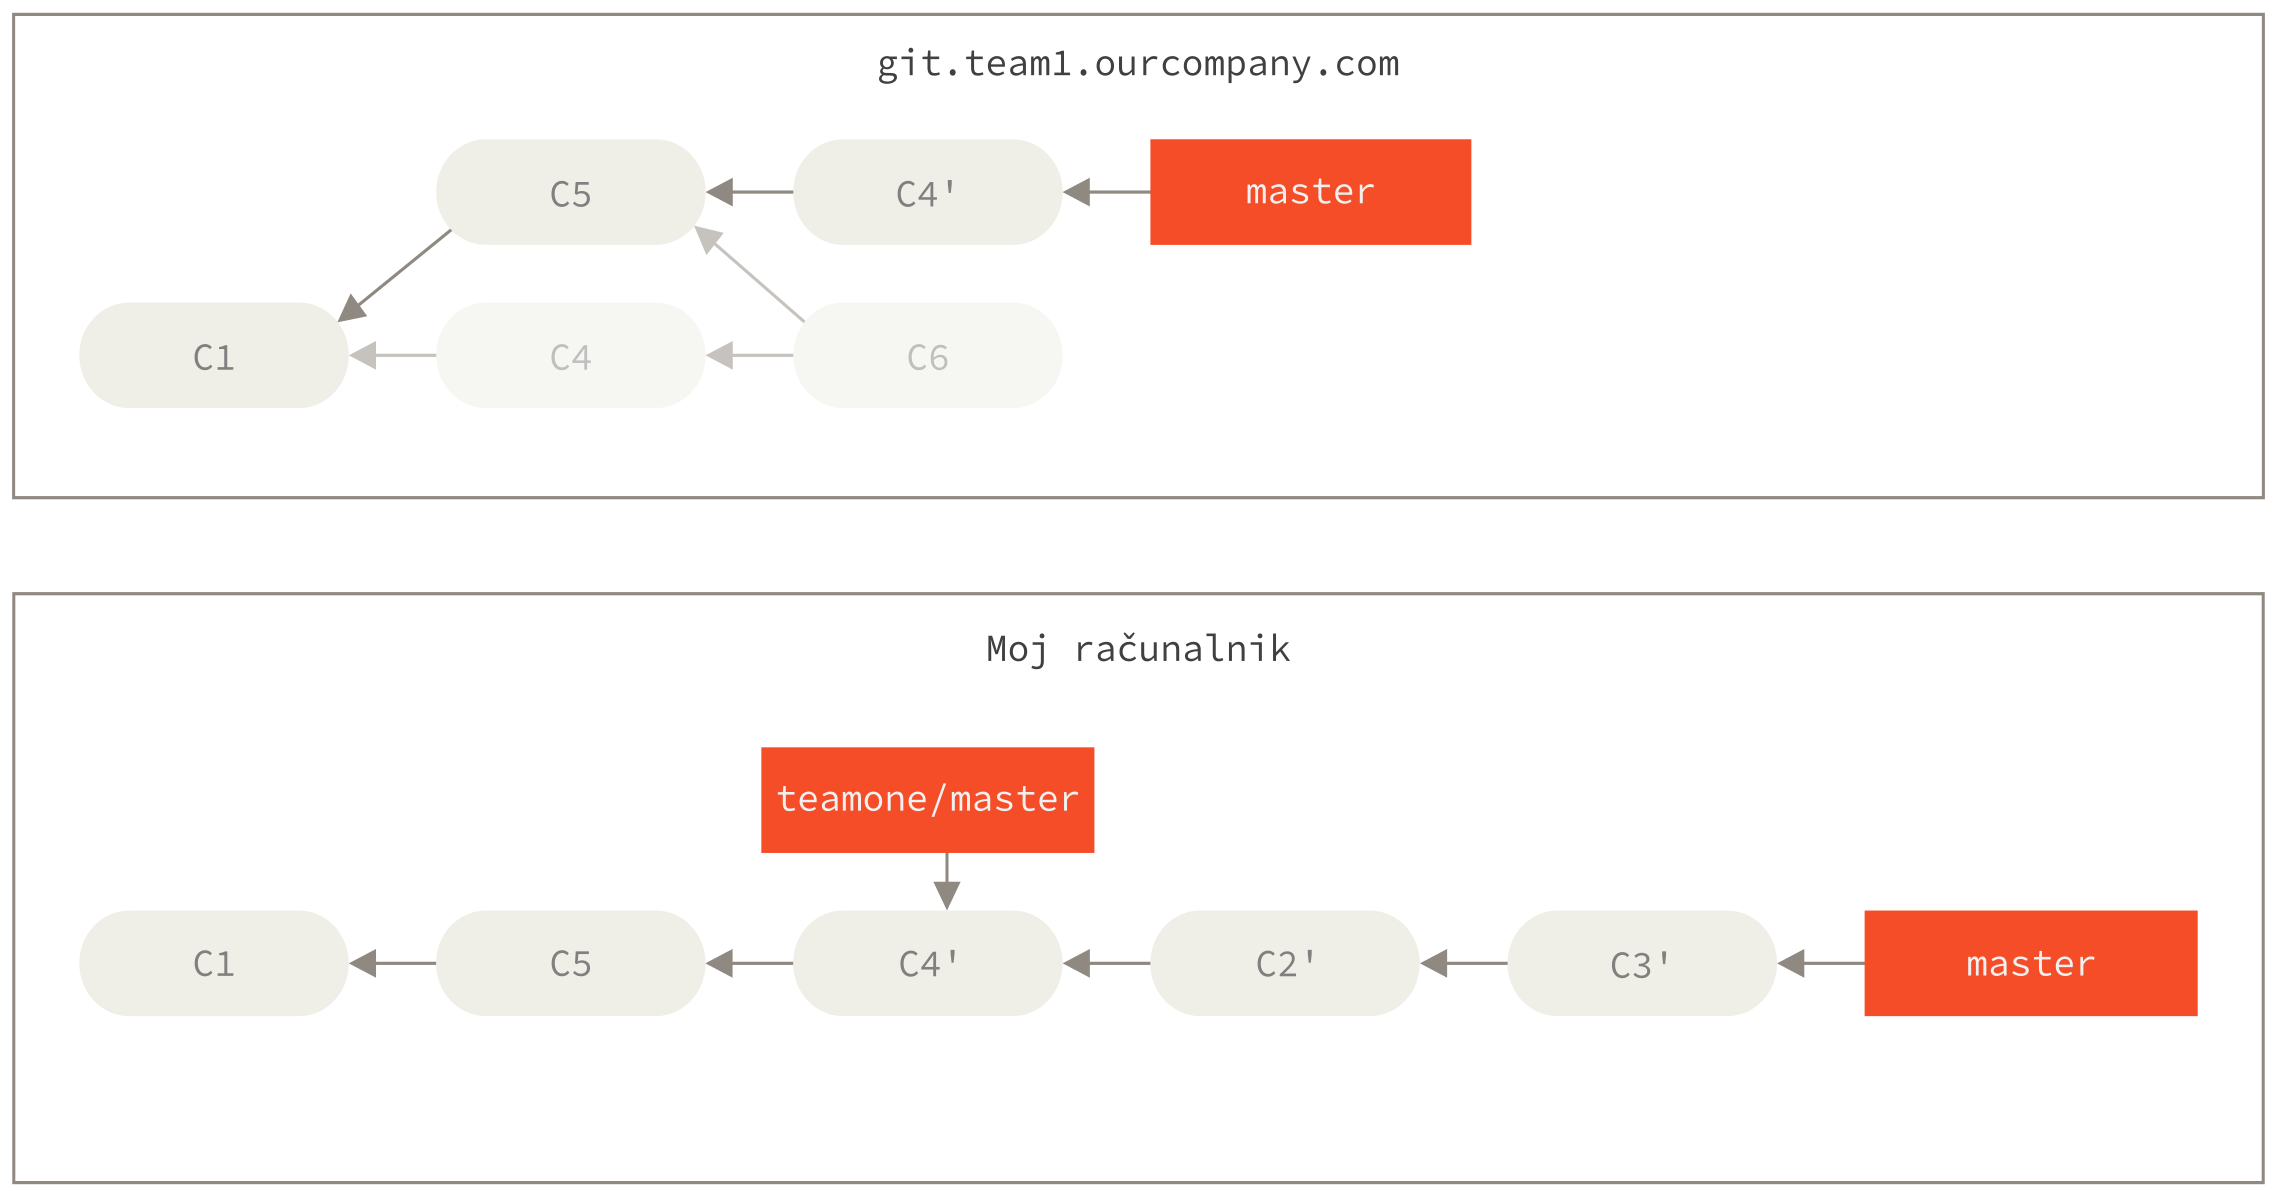 git.team1.ourcompany.com
C5
C4'
master
C1
C4
C6
Moj računalnik
teamone/master
C1
C5
C4'
C2'
C3'
master